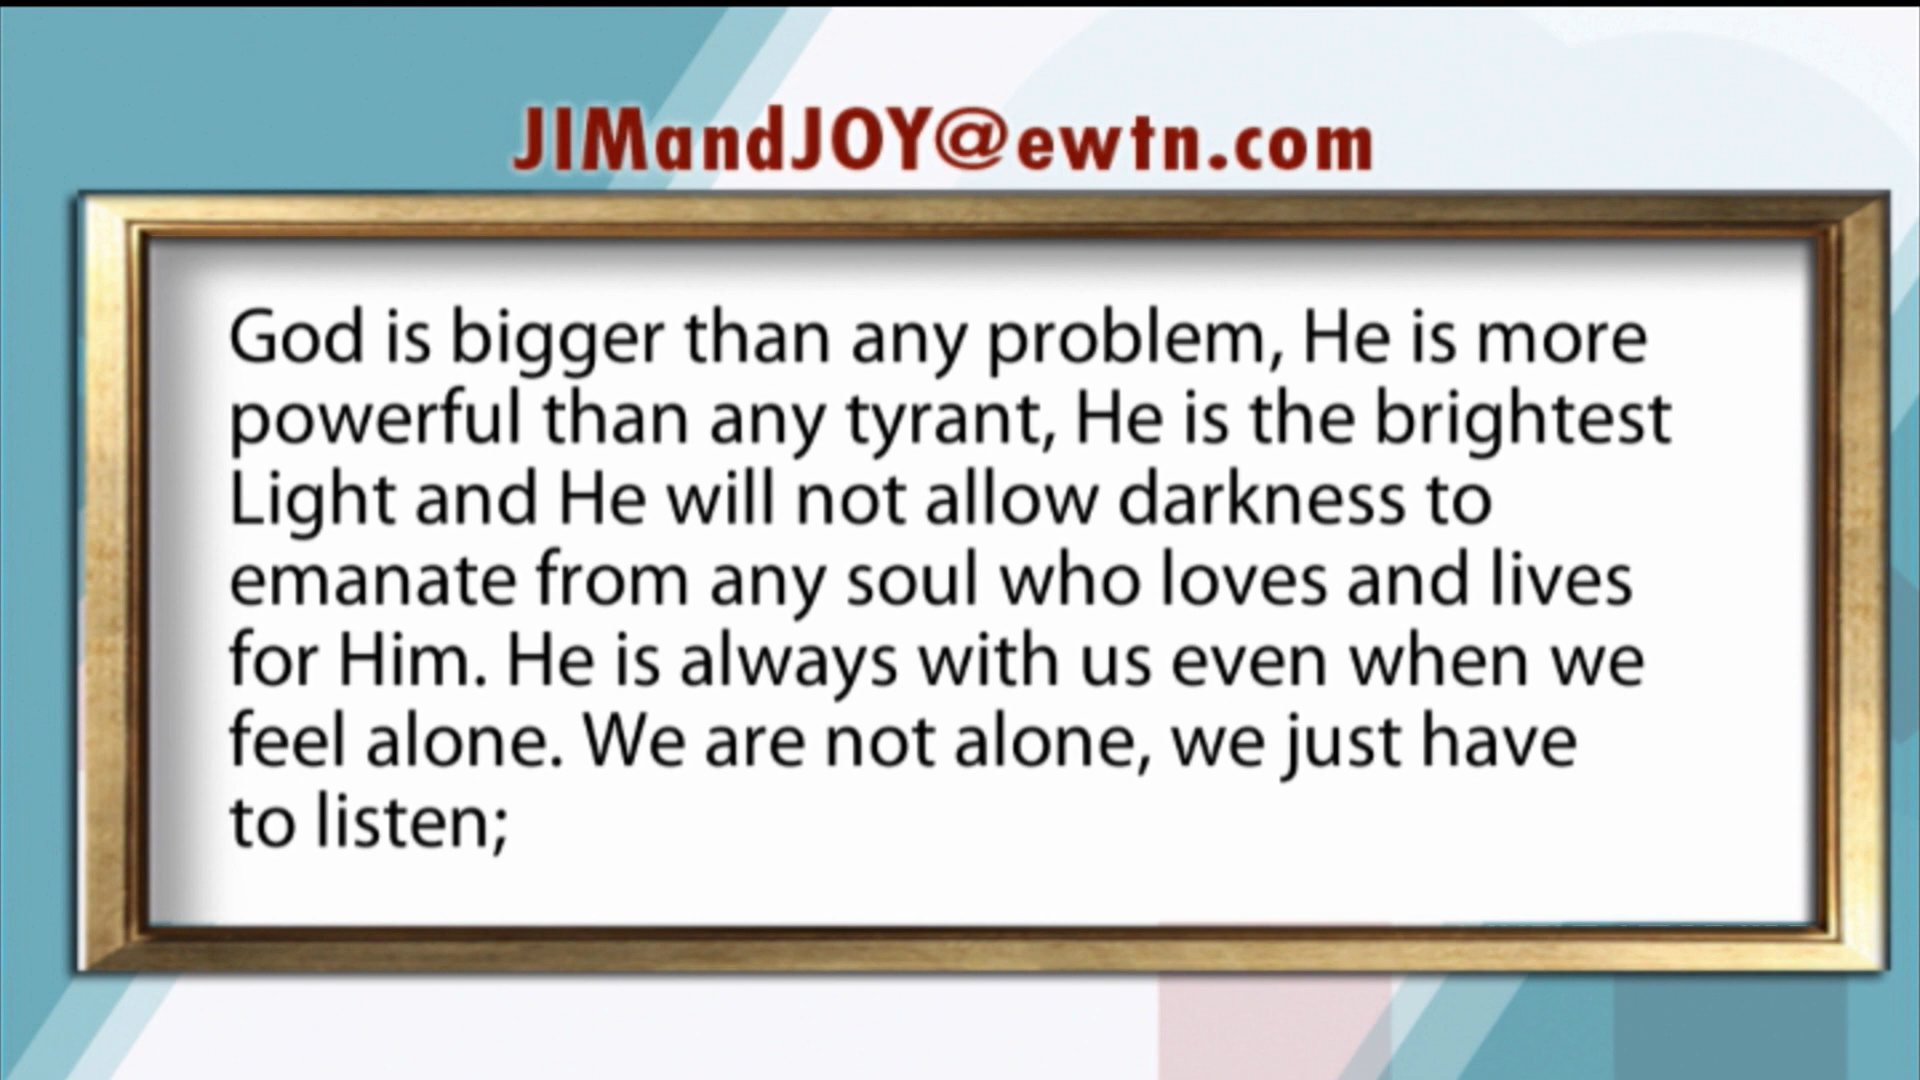 JIMandJOY@ewtn.com
God is bigger than any problem, He is more
powerful than any tyrant, He is the brightest
Light and He will not allow darkness to
emanate from any soul who loves and lives
for Him. He is always with us even when we
feel alone. We are not alone, we just have
to listen;